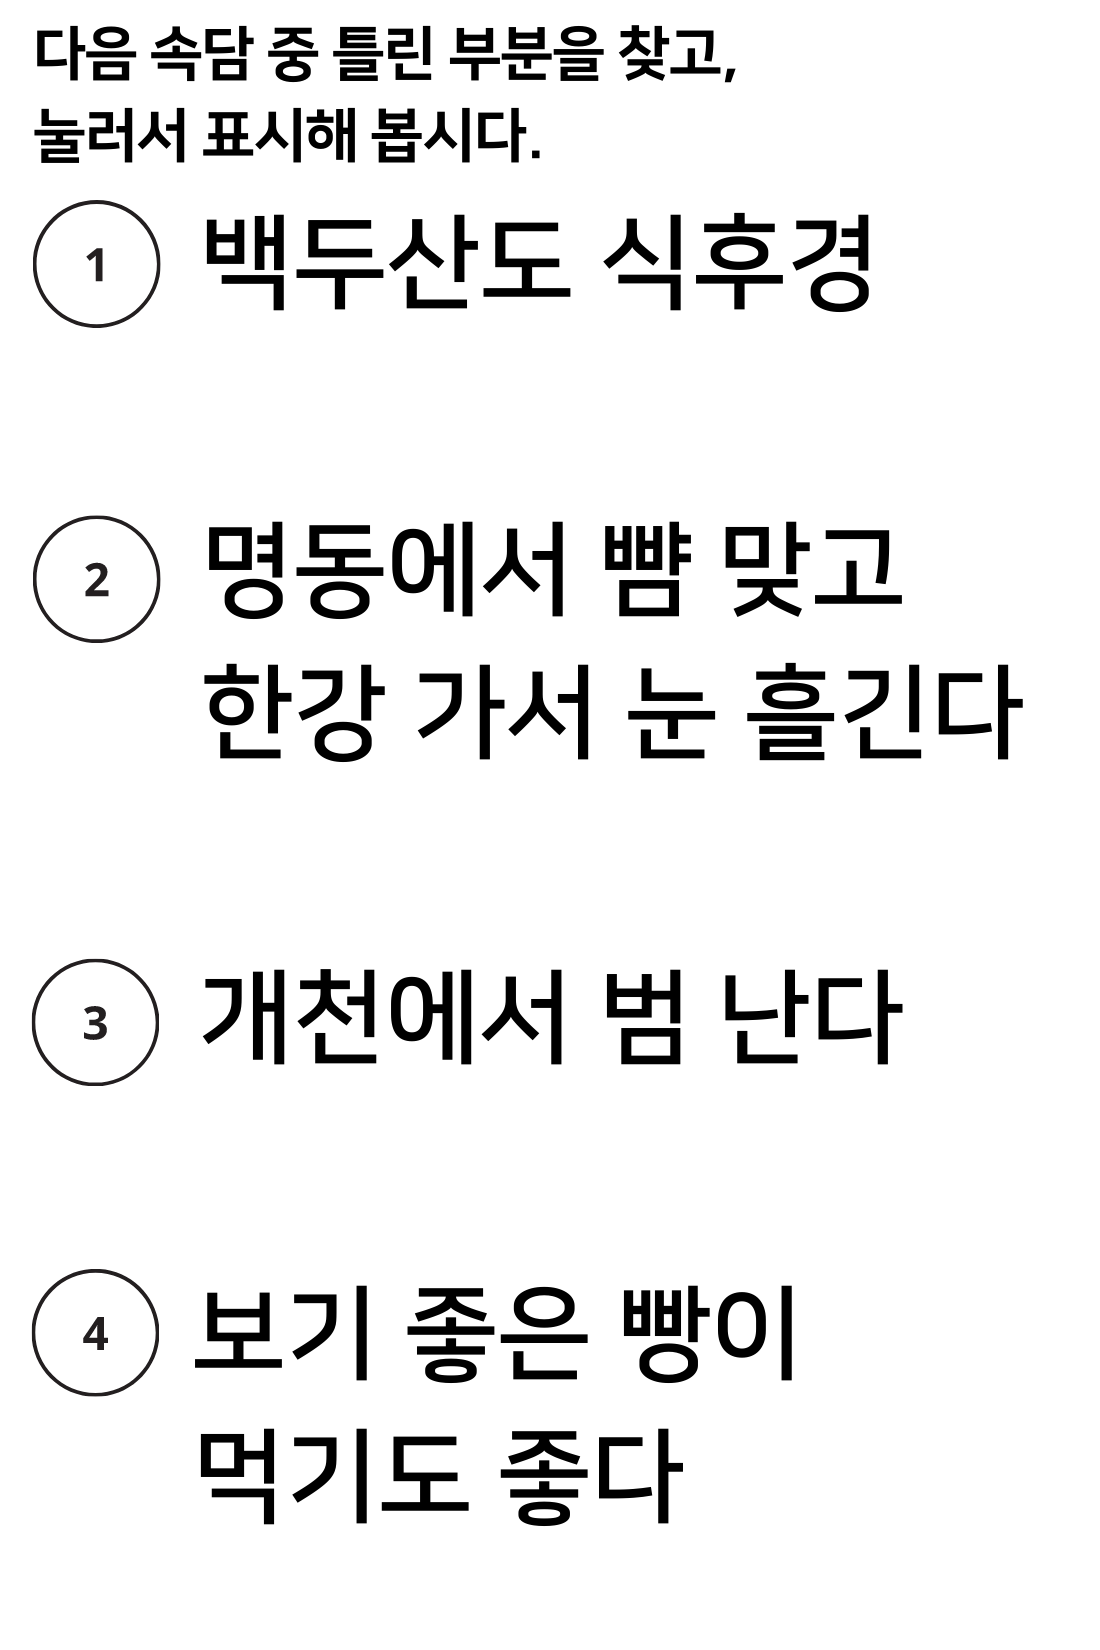 다음 속담 중 틀린 부분을 찾고,
눌러서 표시해 봅시다.
1 백두산도 식후경
2 명동에서 뺨 맞고
한강 가서 눈 흘긴다
3 개천에서 범 난다
4 보기 좋은 빵이
먹기도 좋다